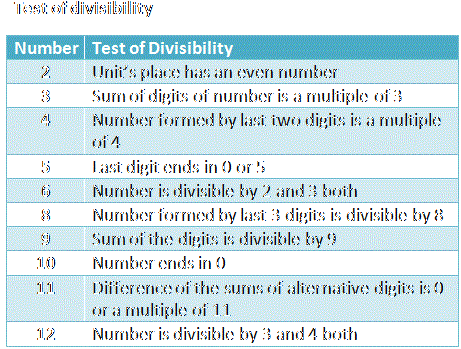 Test of divisibility
Number Test of Divisibility
2 Unit's place has an even number
3 Sum of digits of number is a multiple of 3
4 Number formed by last two digits is a multiple
of 4
5 Last digit ends in 0 or 5
6 Number is divisible by 2 and 3 both
8 Number formed by last 3 digits is divisible by 8
9 Sum of the digits is divisible by 9
10 Number ends in 0
11 Difference of the sums of alternative digits is 0
or a multiple of 11
12 Number is divisible by 3 and 4 both